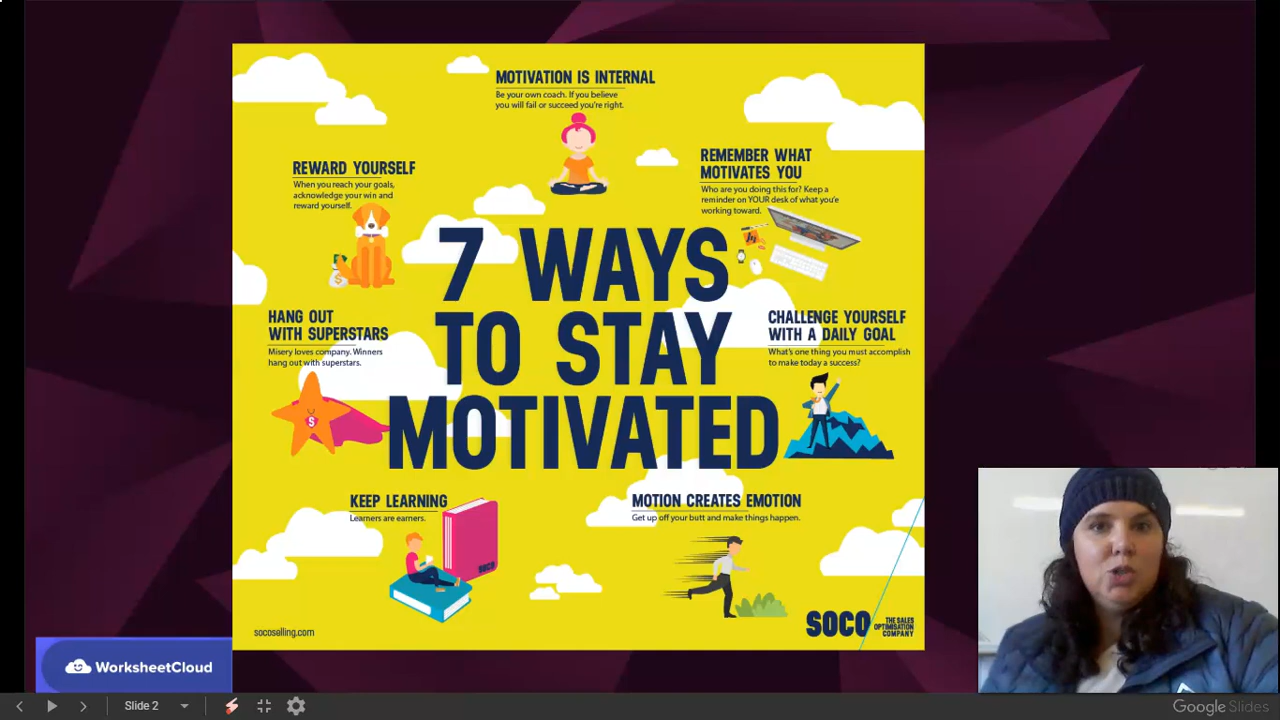 MOTIVATION IS INTERNAL
Be your own coach. If you believe
you will fail or succeed you're right.
REMEMBER WHAT
MOTIVATES YOU
Who are you doing this for? Keep a
reminder on YOUR desk of what you'e
working toward.
REWARD YOURSELF
When you reach your goals,
acknowledge your win and
reward yourself.
7 WAYS
TO STAY
MOTIVATED
HANG OUT
WITH SUPERSTARS
Misery loves company. Winners
hang out with superstars.
S
CHALLENGE YOURSELF
WITH A DAILY GOAL
What's one thing you must accomplish
to make today a success?
KEEP LEARNING
Learners are earners.
SOCO
MOTION CREATES EMOTION
Get up off your butt and make things happen.
socoselling.com
SOCO
THE SALES
OPTIMISATION
COMPANY
WorksheetCloud
Slide 2
Google Slides